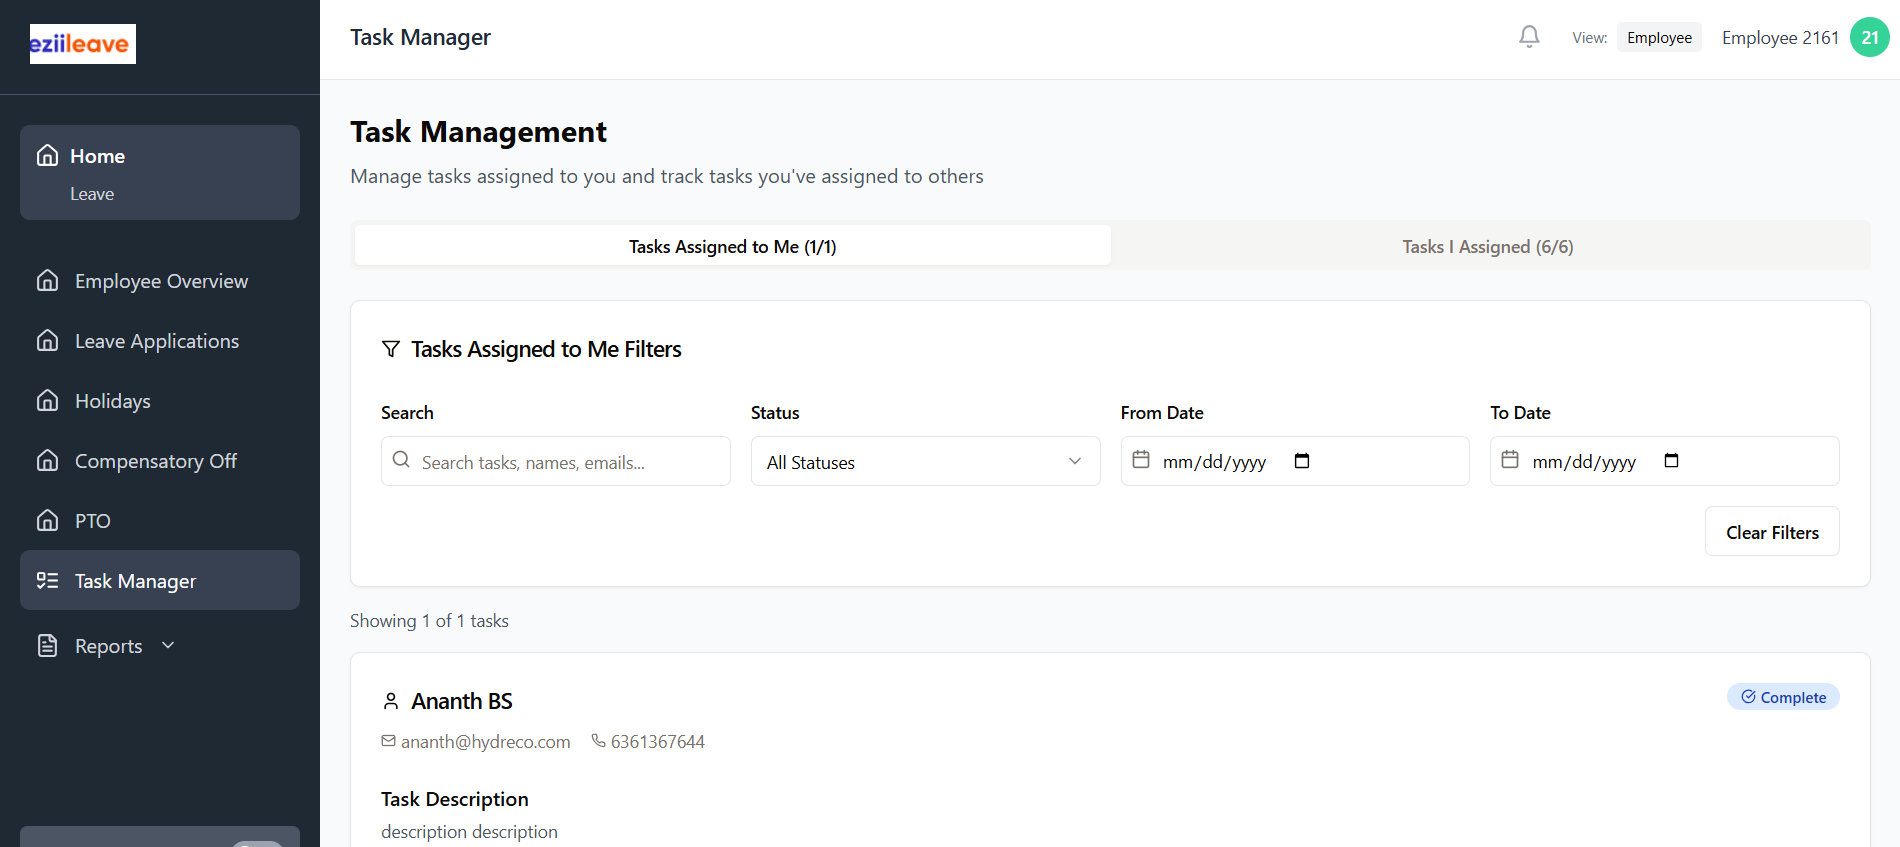 eziileave
Task Manager
View:
Employee
Employee 2161
21
Home
Leave
Employee Overview
Leave Applications
Holidays
Compensatory Off
PTO
Task Manager
Reports
Task Management
Manage tasks assigned to you and track tasks you've assigned to others
Tasks Assigned to Me (1/1)
Tasks I Assigned (6/6)
Tasks Assigned to Me Filters
Search
Status
From Date
To Date
Search tasks, names, emails...
All Statuses
mm/dd/yyyy
mm/dd/yyyy
Clear Filters
Showing 1 of 1 tasks
Ananth BS
Complete
ananth@hydreco.com
6361367644
Task Description
description description